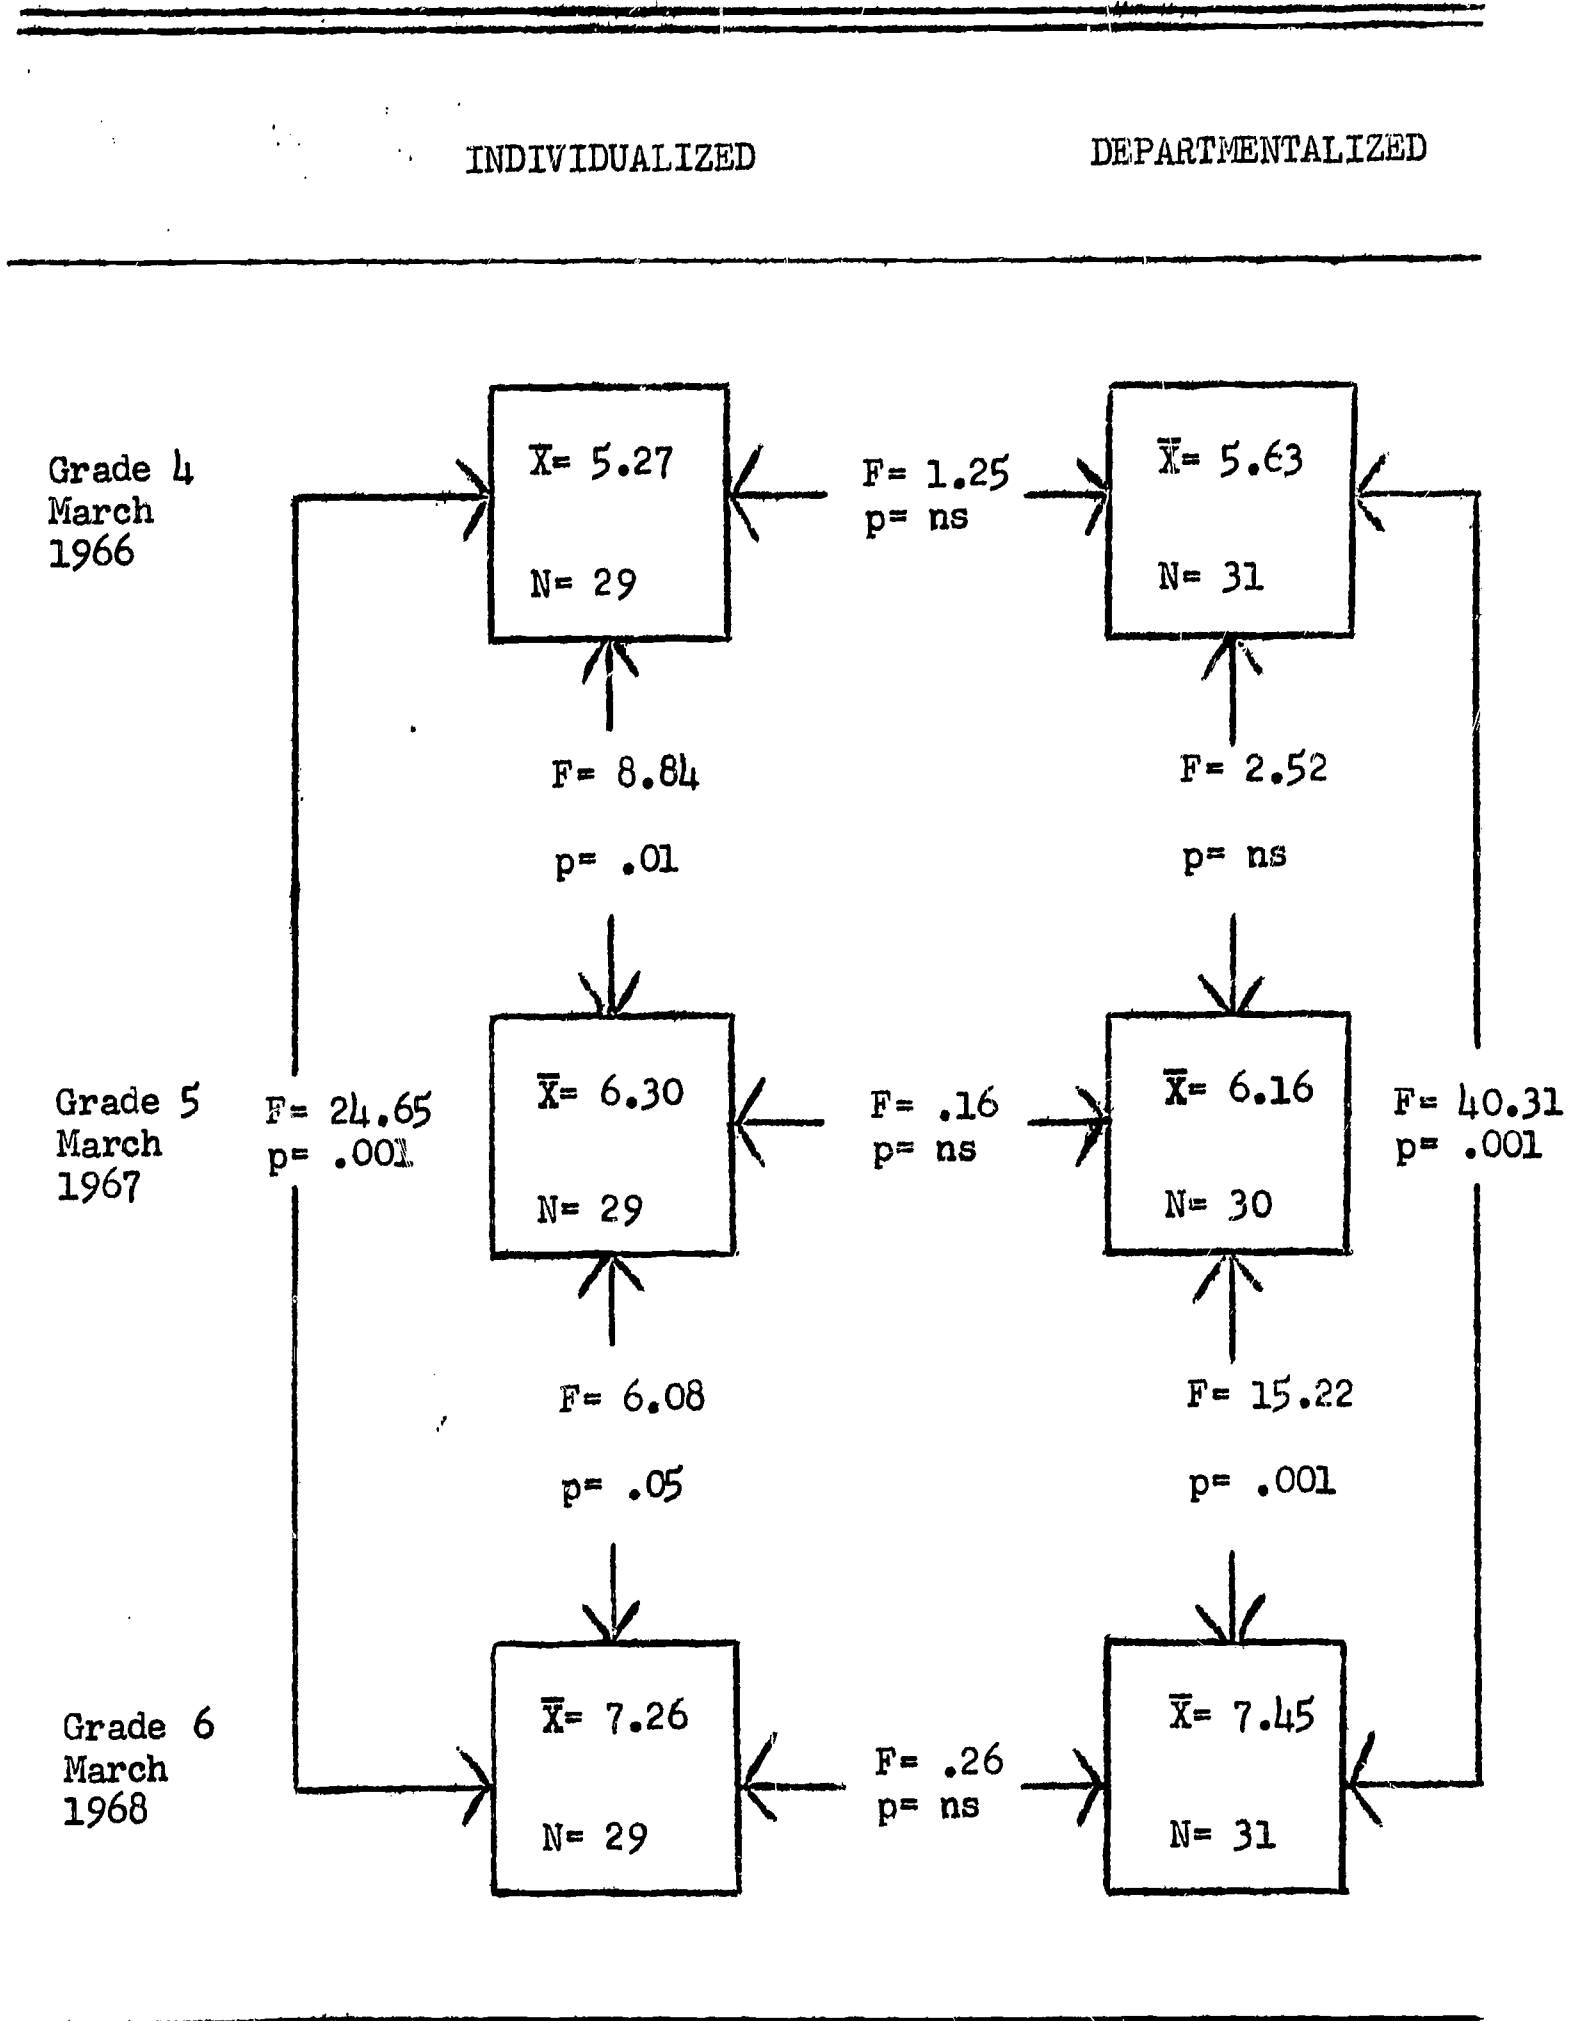 INDIVIDUALIZED DEPARTMENTALIZED
Grade 4
March
1966
X̅= 5.27
N= 29
F= 1.25
p= ns
X̅= 5.63
N= 31
F= 8.84
p= .01
F= 2.52
p= ns
Grade 5
March
1967
F= 24.65
p= .001
X̅= 6.30
N= 29
F= .16
p= ns
X̅= 6.16
N= 30
F= 40.31
p= .001
F= 6.08
p= .05
F= 15.22
p= .001
Grade 6
March
1968
X̅= 7.26
N= 29
F= .26
p= ns
X̅= 7.45
N= 31